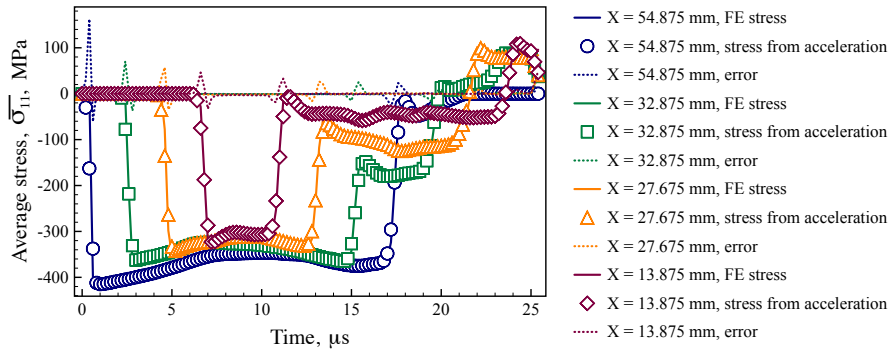 Average stress, σ₁₁, MPa
100
0
-100
-200
-300
-400
0
5
10
15
20
25
Time, μs
X = 54.875 mm, FE stress
X = 54.875 mm, stress from acceleration
X = 54.875 mm, error
X = 32.875 mm, FE stress
X = 32.875 mm, stress from acceleration
X = 32.875 mm, error
X = 27.675 mm, FE stress
X = 27.675 mm, stress from acceleration
X = 27.675 mm, error
X = 13.875 mm, FE stress
X = 13.875 mm, stress from acceleration
X = 13.875 mm, error